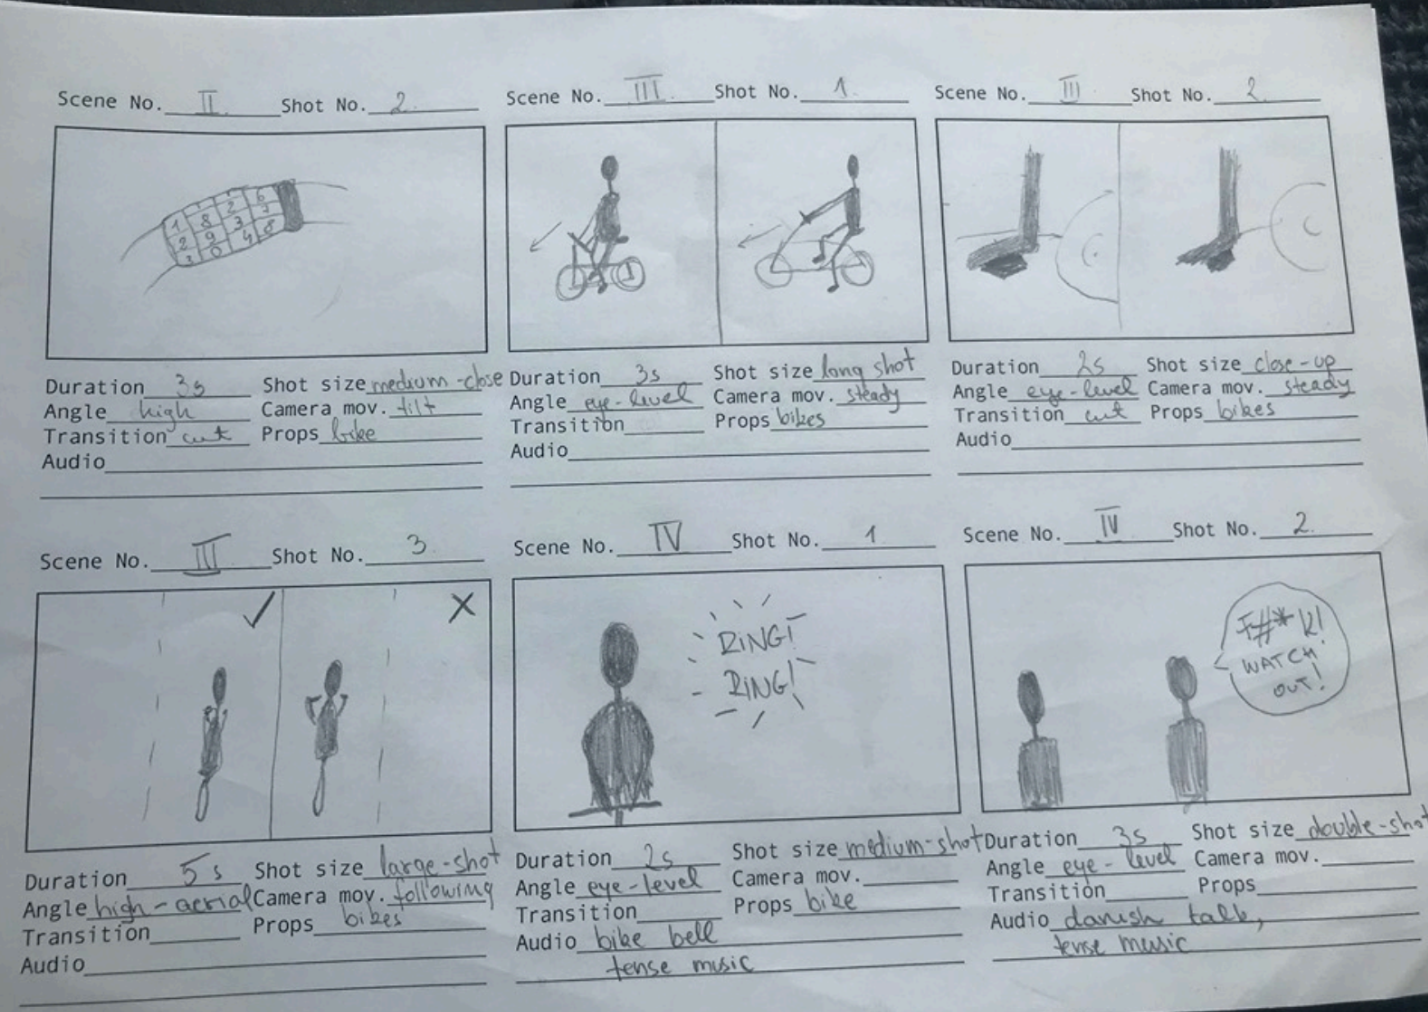 Scene No. II Shot No. 2
1 8 2 6
2 9 3 7
3 0 4 8
Duration 3s Shot size medium-close
Angle high Camera mov. tilt
Transition cut Props bike
Audio
Scene No. III Shot No. 1
Duration 3s Shot size long shot
Angle eye-level Camera mov. steady
Transition Props bikes
Audio
Scene No. III Shot No. 2
Duration 2s Shot size close-up
Angle eye-level Camera mov. steady
Transition cut Props bikes
Audio
Scene No. III Shot No. 3
Duration 5s Shot size large-shot
Angle high-aerial Camera mov. following
Transition Props bikes
Audio
Scene No. IV Shot No. 1
RING!
RING!
Duration 2s Shot size medium-shot
Angle eye-level Camera mov.
Transition Props bike
Audio bike bell
tense music
Scene No. IV Shot No. 2
F#*K!
WATCH
OUT!
Duration 3s Shot size double-shot
Angle eye-level Camera mov.
Transition Props
Audio danish talk,
tense music